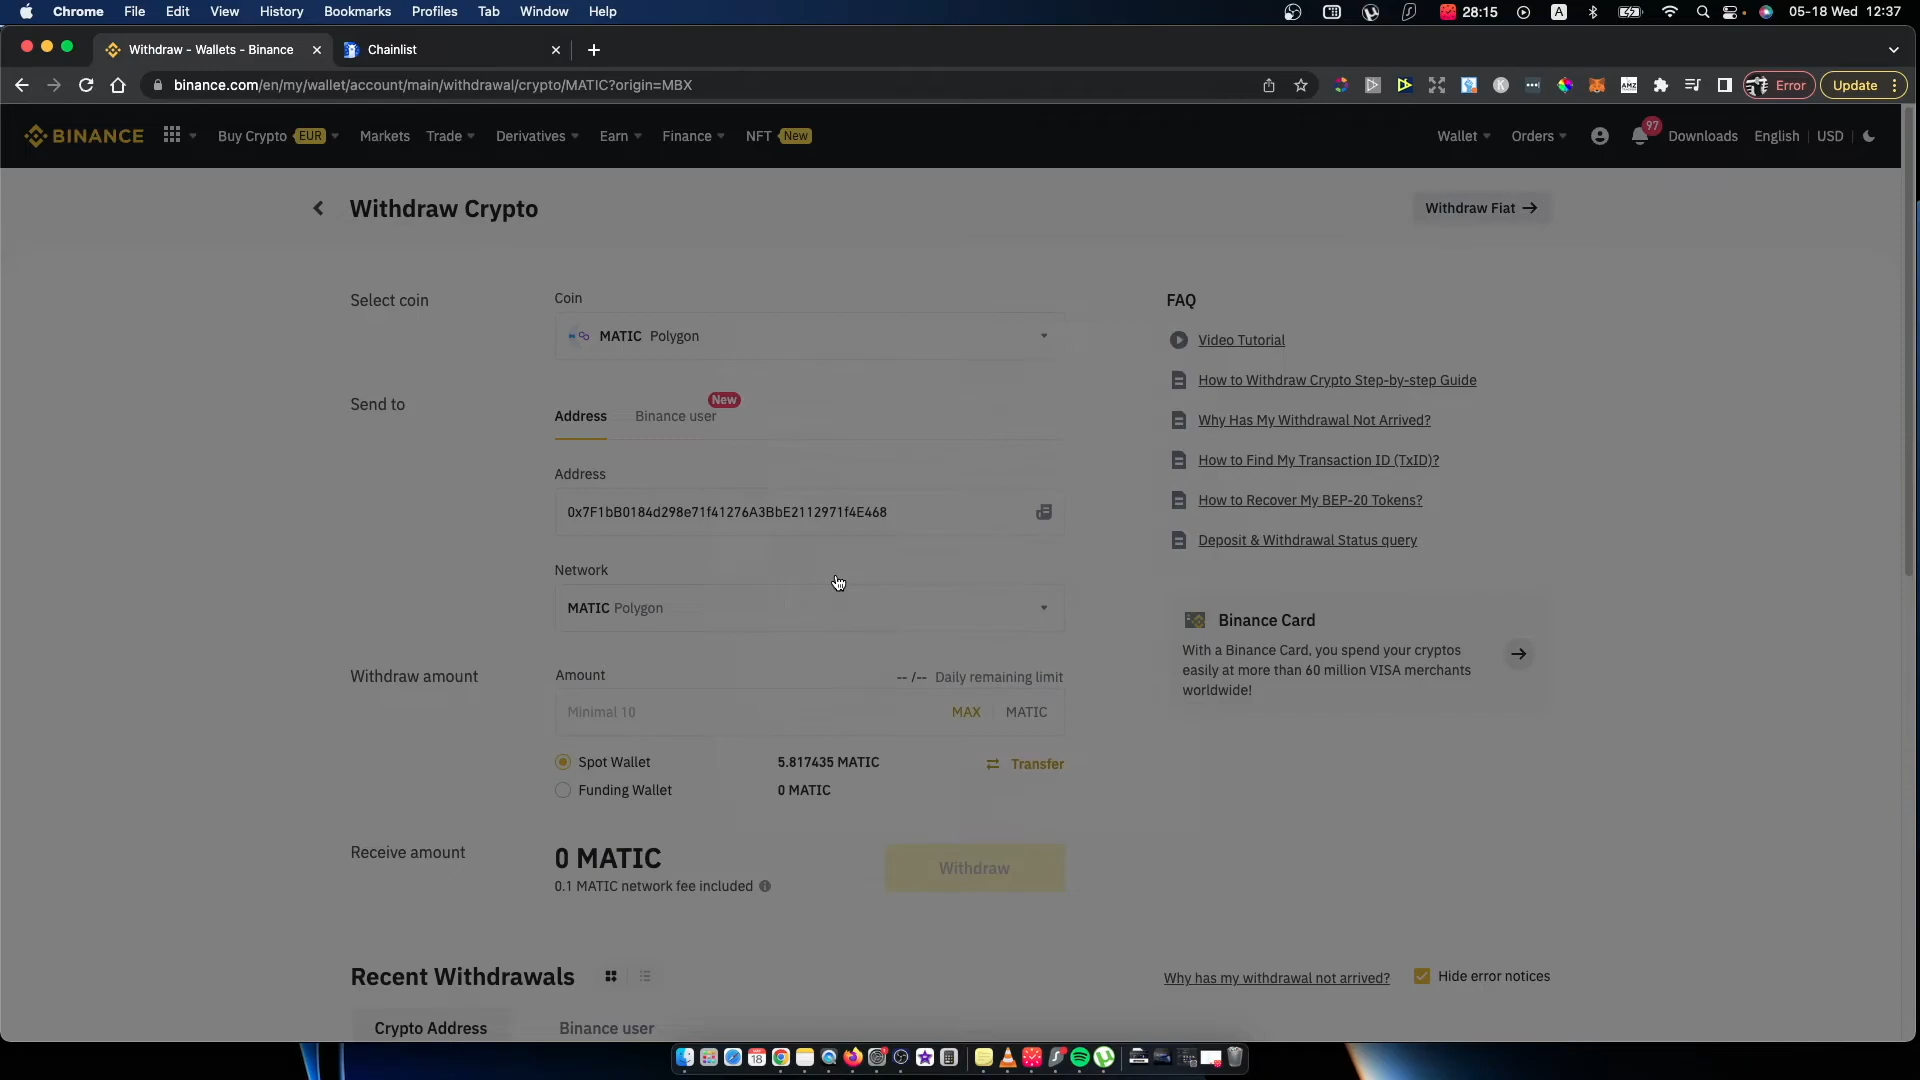 Chrome File Edit View History Bookmarks Profiles Tab Window Help 28:15 A 05-18 Wed 12:37
Withdraw - Wallets - Binance Chainlist
binance.com/en/my/wallet/account/main/withdrawal/crypto/MATIC?origin=MBX Error Update
BINANCE Buy Crypto EUR Markets Trade Derivatives Earn Finance NFT New Wallet Orders 97 Downloads English USD
Withdraw Crypto Withdraw Fiat
Select coin
Coin
MATIC Polygon
Send to
Address Binance user New
Address
0x7F1bB0184d298e71f41276A3BbE2112971f4E468
Network
MATIC Polygon
Withdraw amount
Amount -- /-- Daily remaining limit
Minimal 10 MAX MATIC
Spot Wallet 5.817435 MATIC Transfer
Funding Wallet 0 MATIC
Receive amount
0 MATIC
0.1 MATIC network fee included
Withdraw
FAQ
Video Tutorial
How to Withdraw Crypto Step-by-step Guide
Why Has My Withdrawal Not Arrived?
How to Find My Transaction ID (TxID)?
How to Recover My BEP-20 Tokens?
Deposit & Withdrawal Status query
Binance Card
With a Binance Card, you spend your cryptos
easily at more than 60 million VISA merchants
worldwide!
Recent Withdrawals Why has my withdrawal not arrived? Hide error notices
Crypto Address Binance user